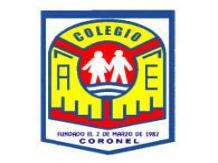 COLEGIO
A E
FUNDADO EL 2 DE MARZO DE 1982
CORONEL